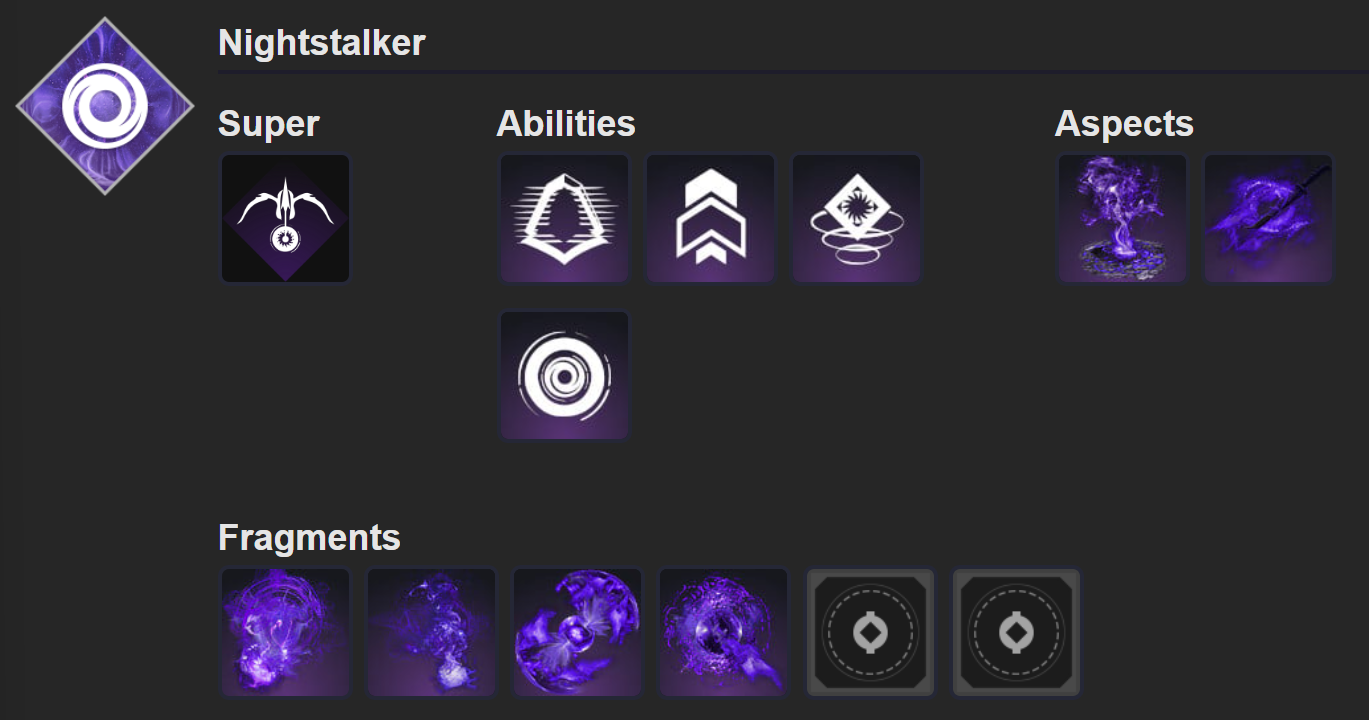 Nightstalker
Super
Abilities
Aspects
Fragments